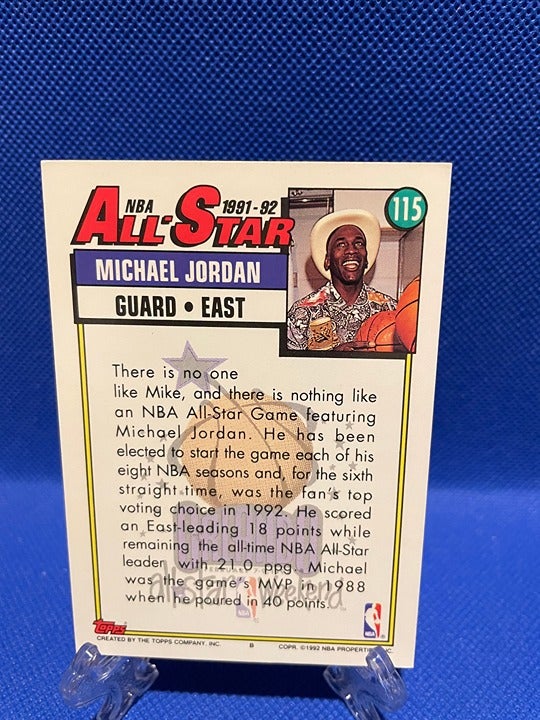 NBA 1991-92
ALL-STAR
115
MICHAEL JORDAN
GUARD • EAST
There is no one
like Mike, and there is nothing like
an NBA All-Star Game featuring
Michael Jordan. He has been
elected to start the game each of his
eight NBA seasons and, for the sixth
straight time, was the fan's top
voting choice in 1992. He scored
an East-leading 18 points while
remaining the all-time NBA All-Star
leader with 21.0 ppg. Michael
was the game's MVP in 1988
when he poured in 40 points.
all-star weekend
NBA
TOPPS
NBA
CREATED BY THE TOPPS COMPANY, INC.
B
COPR. ©1992 NBA